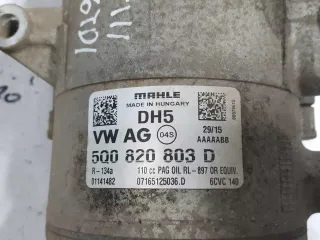 MAHLE
MADE IN HUNGARY
DH5
VW AG 04S 29/15
AAAAABB
5Q0 820 803 D
R-134a 110 cc PAG OIL RL-897 OR EQUIV.
01141482 07165125036.D 6CVC 140